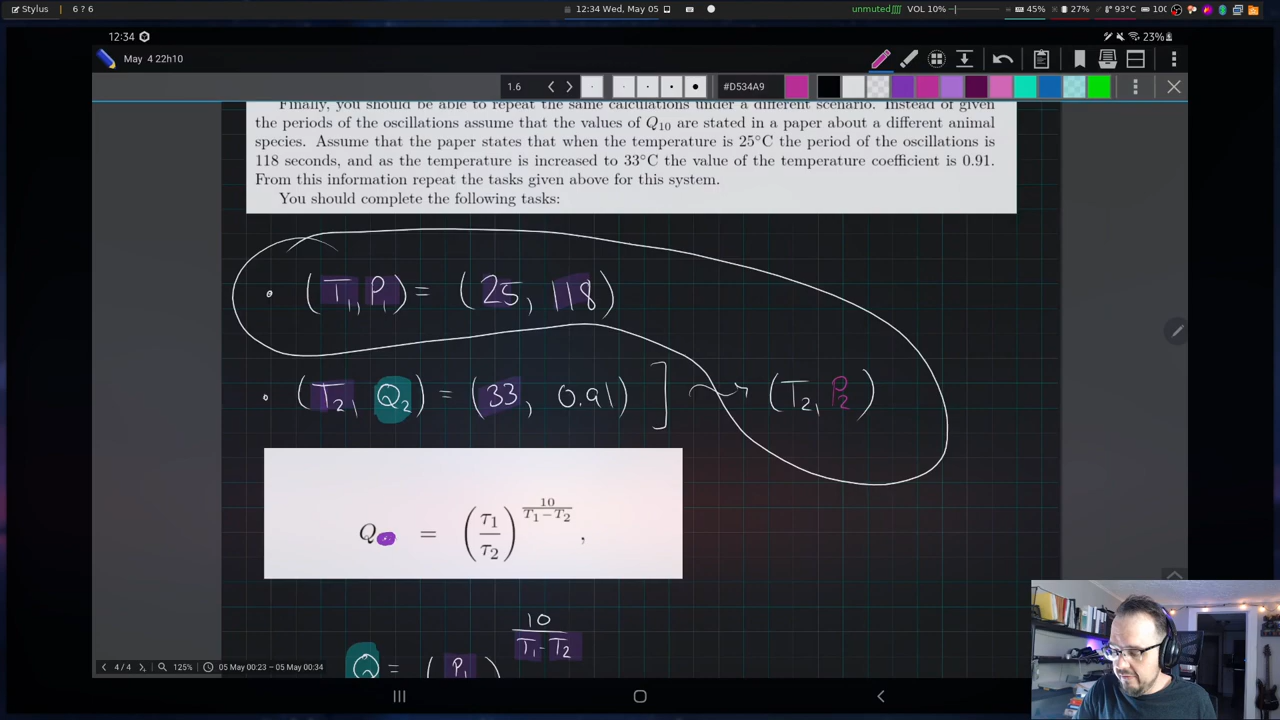 Stylus 6 ? 6 12:34 Wed, May 05 unmuted VOL 10% 45% 27% 93°C 100
12:34 23%
May 4 22h10
1.6 #D534A9
Finally, you should be able to repeat the same calculations under a different scenario. Instead of given
the periods of the oscillations assume that the values of Q₁₀ are stated in a paper about a different animal
species. Assume that the paper states that when the temperature is 25°C the period of the oscillations is
118 seconds, and as the temperature is increased to 33°C the value of the temperature coefficient is 0.91.
From this information repeat the tasks given above for this system.
You should complete the following tasks:
• (T₁, P₁) = (25, 118)
• (T₂, Q₂) = (33, 0.91) ] (T₂, P₂)
Q = (τ₁/τ₂)^(10/(T₁−T₂)) ,
10
T₁ - T₂
Q = ( P₁ )
4 / 4 125% 05 May 00:23 – 05 May 00:34